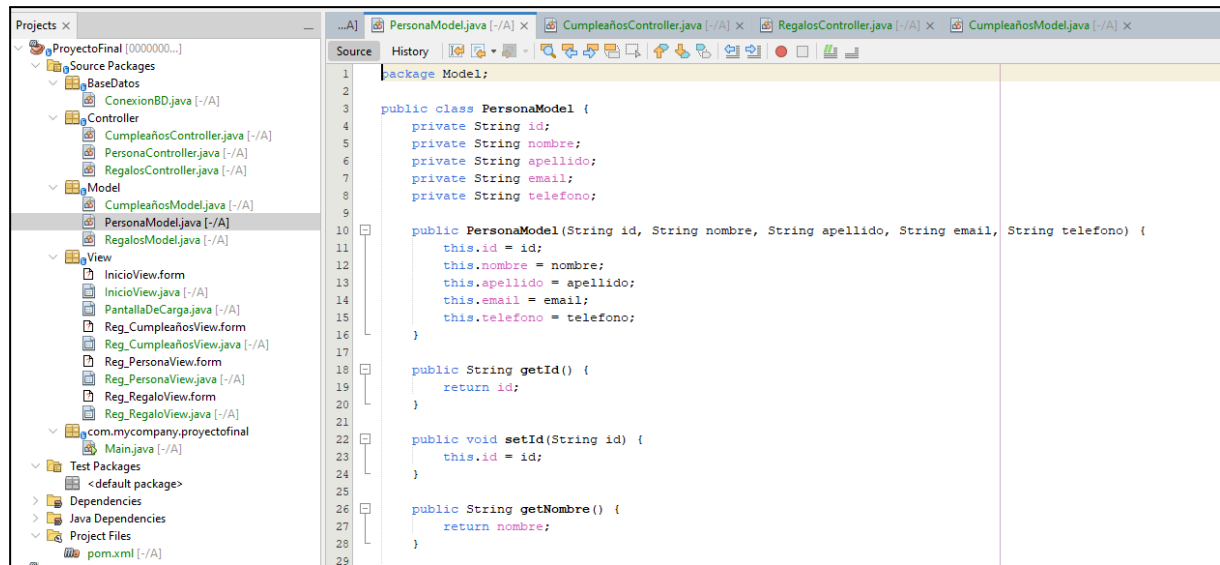 Projects ×
ProyectoFinal [0000000...]
Source Packages
BaseDatos
ConexionBD.java [-/A]
Controller
CumpleañosController.java [-/A]
PersonaController.java [-/A]
RegalosController.java [-/A]
Model
CumpleañosModel.java [-/A]
PersonaModel.java [-/A]
RegalosModel.java [-/A]
View
InicioView.form
InicioView.java [-/A]
PantallaDeCarga.java [-/A]
Reg_CumpleañosView.form
Reg_CumpleañosView.java [-/A]
Reg_PersonaView.form
Reg_PersonaView.java [-/A]
Reg_RegaloView.form
Reg_RegaloView.java [-/A]
com.mycompany.proyectofinal
Main.java [-/A]
Test Packages
<default package>
Dependencies
Java Dependencies
Project Files
pom.xml [-/A]
...A] PersonaModel.java [-/A] × CumpleañosController.java [-/A] × RegalosController.java [-/A] × CumpleañosModel.java [-/A] ×
Source History
1 package Model;
2
3 public class PersonaModel {
4 private String id;
5 private String nombre;
6 private String apellido;
7 private String email;
8 private String telefono;
9
10 public PersonaModel(String id, String nombre, String apellido, String email, String telefono) {
11 this.id = id;
12 this.nombre = nombre;
13 this.apellido = apellido;
14 this.email = email;
15 this.telefono = telefono;
16 }
17
18 public String getId() {
19 return id;
20 }
21
22 public void setId(String id) {
23 this.id = id;
24 }
25
26 public String getNombre() {
27 return nombre;
28 }
29